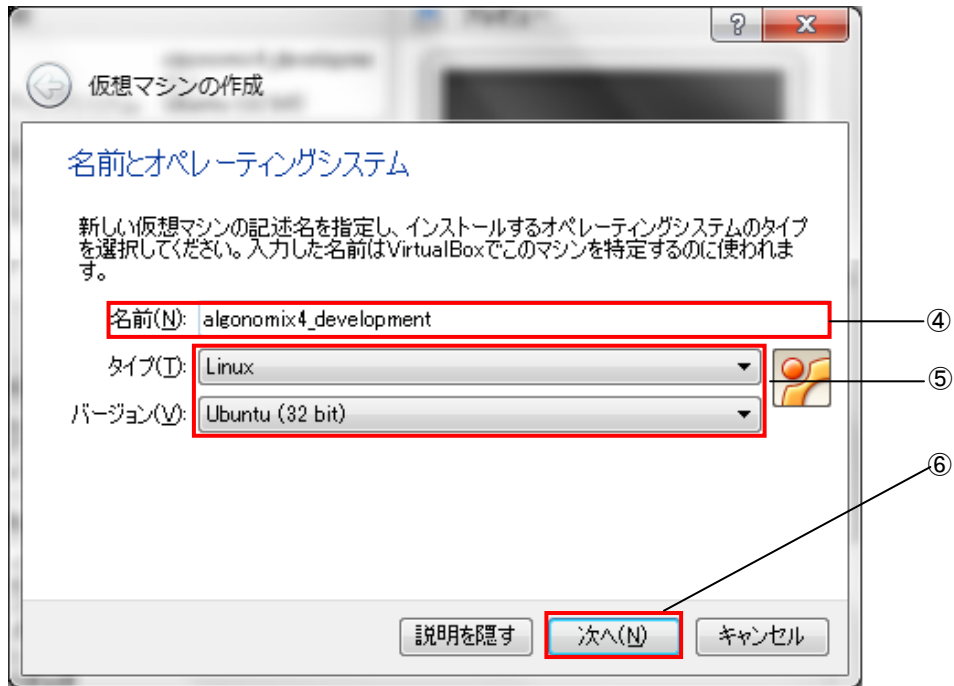 仮想マシンの作成
名前とオペレーティングシステム
新しい仮想マシンの記述名を指定し、インストールするオペレーティングシステムのタイプ
を選択してください。入力した名前はVirtualBoxでこのマシンを特定するのに使われま
す。
名前(N): algonomix4_development ④
タイプ(T): Linux ⑤
バージョン(V): Ubuntu (32 bit)
⑥
説明を隠す 次へ(N) キャンセル